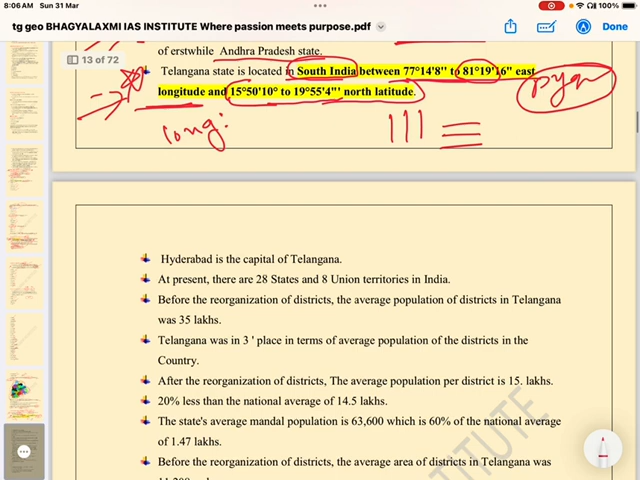 8:06 AM Sun 31 Mar
100%
tg geo BHAGYALAXMI IAS INSTITUTE Where passion meets purpose.pdf
Done
13 of 72
of erstwhile Andhra Pradesh state.
Telangana state is located in South India between 77°14'8" to 81°19'16" east
longitude and 15°50'10° to 19°55'4"' north latitude.
long:
Hyderabad is the capital of Telangana.
At present, there are 28 States and 8 Union territories in India.
Before the reorganization of districts, the average population of districts in Telangana
was 35 lakhs.
Telangana was in 3 ' place in terms of average population of the districts in the
Country.
After the reorganization of districts, The average population per district is 15. lakhs.
20% less than the national average of 14.5 lakhs.
The state's average mandal population is 63,600 which is 60% of the national average
of 1.47 lakhs.
Before the reorganization of districts, the average area of districts in Telangana was